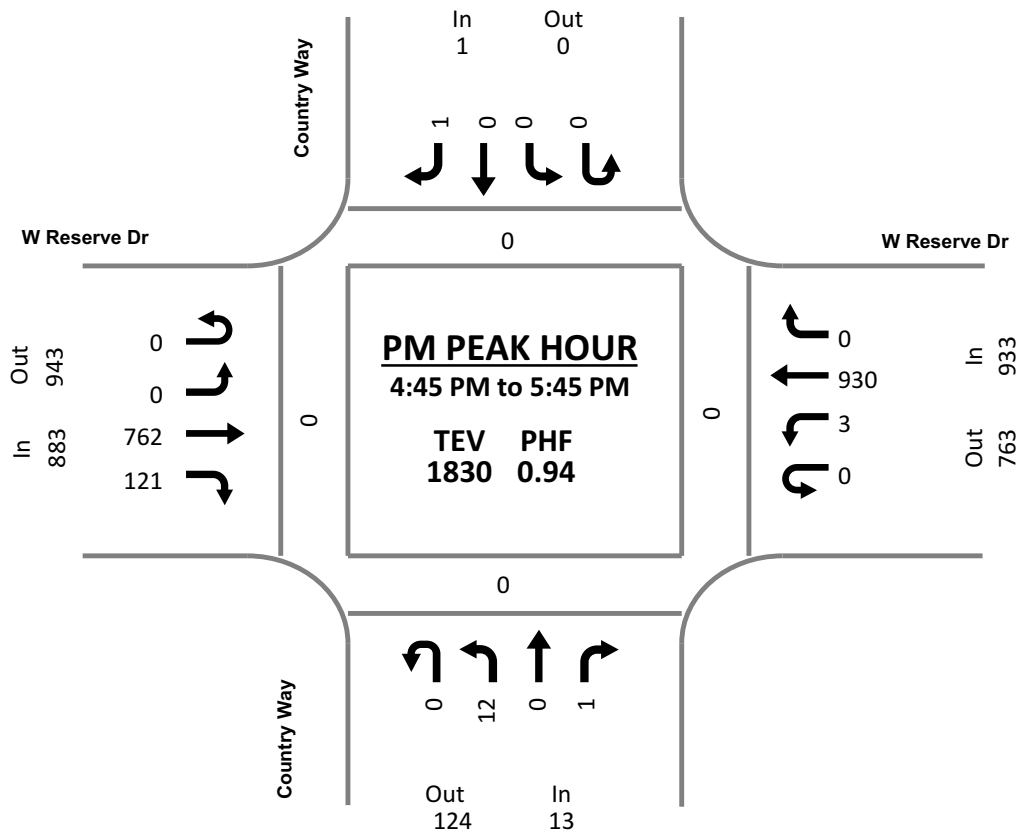 In Out
1 0
Country Way
1 0 0 0
W Reserve Dr
W Reserve Dr
0
Out 943
In 883
0
0
762
121
0
PM PEAK HOUR
4:45 PM to 5:45 PM
TEV PHF
1830 0.94
0
0
930
3
0
In 933
Out 763
0
0 12 0 1
Country Way
Out In
124 13